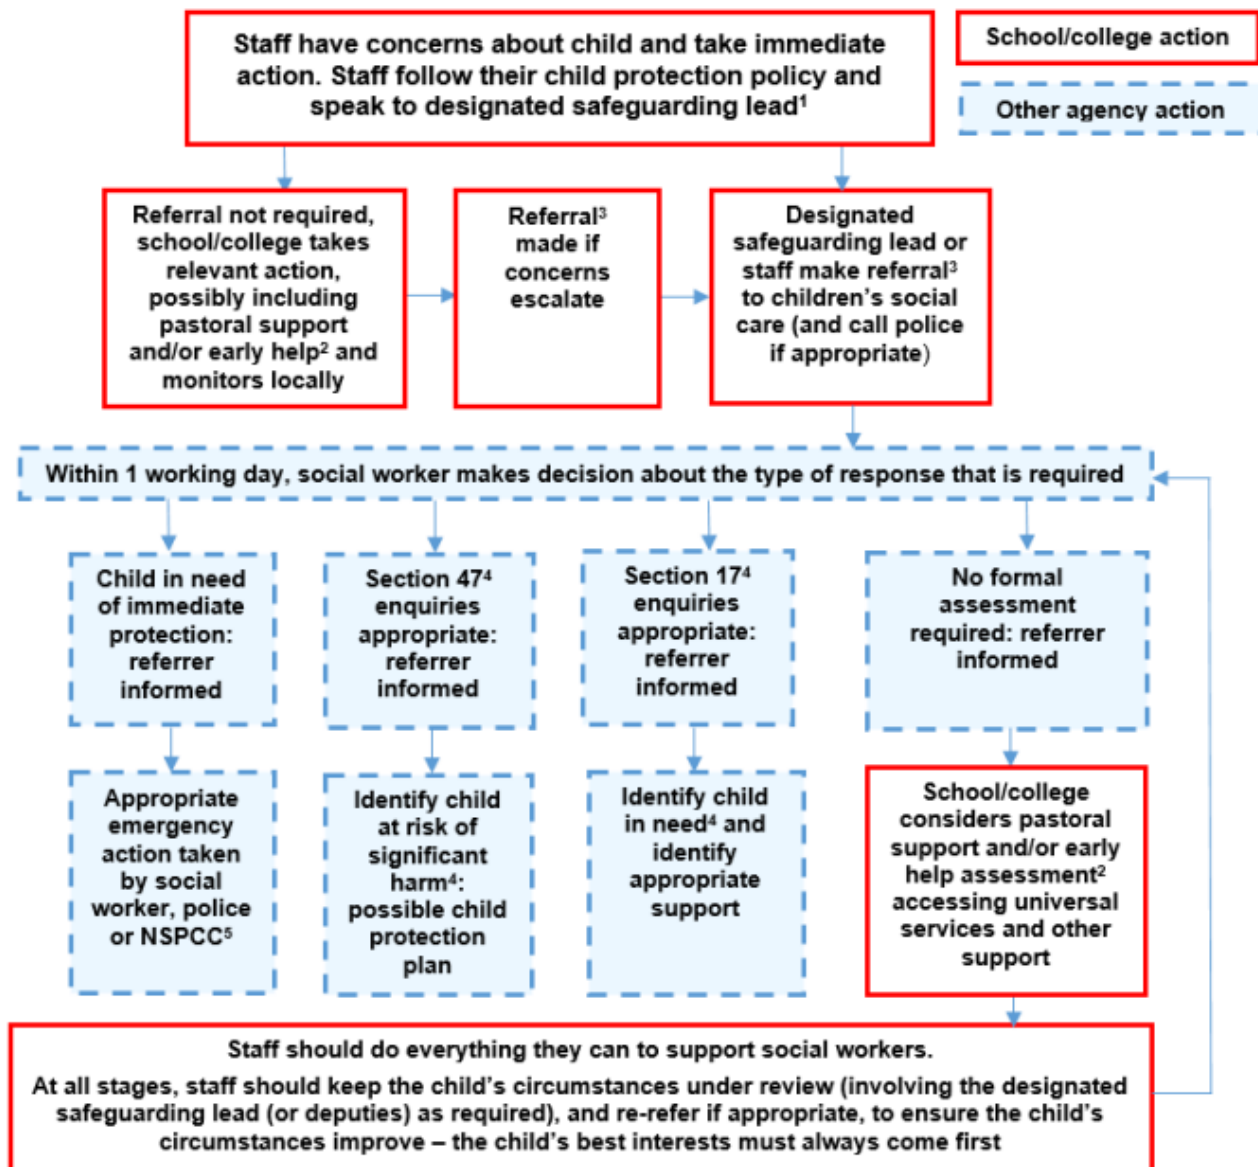 Staff have concerns about child and take immediate
action. Staff follow their child protection policy and
speak to designated safeguarding lead¹
School/college action
Other agency action
Referral not required,
school/college takes
relevant action,
possibly including
pastoral support
and/or early help² and
monitors locally
Referral³
made if
concerns
escalate
Designated
safeguarding lead or
staff make referral³
to children's social
care (and call police
if appropriate)
Within 1 working day, social worker makes decision about the type of response that is required
Child in need
of immediate
protection:
referrer
informed
Section 47⁴
enquiries
appropriate:
referrer
informed
Section 17⁴
enquiries
appropriate:
referrer
informed
No formal
assessment
required: referrer
informed
Appropriate
emergency
action taken
by social
worker, police
or NSPCC⁵
Identify child
at risk of
significant
harm⁴:
possible child
protection
plan
Identify child
in need⁴ and
identify
appropriate
support
School/college
considers pastoral
support and/or early
help assessment²
accessing universal
services and other
support
Staff should do everything they can to support social workers.
At all stages, staff should keep the child's circumstances under review (involving the designated
safeguarding lead (or deputies) as required), and re-refer if appropriate, to ensure the child's
circumstances improve – the child's best interests must always come first